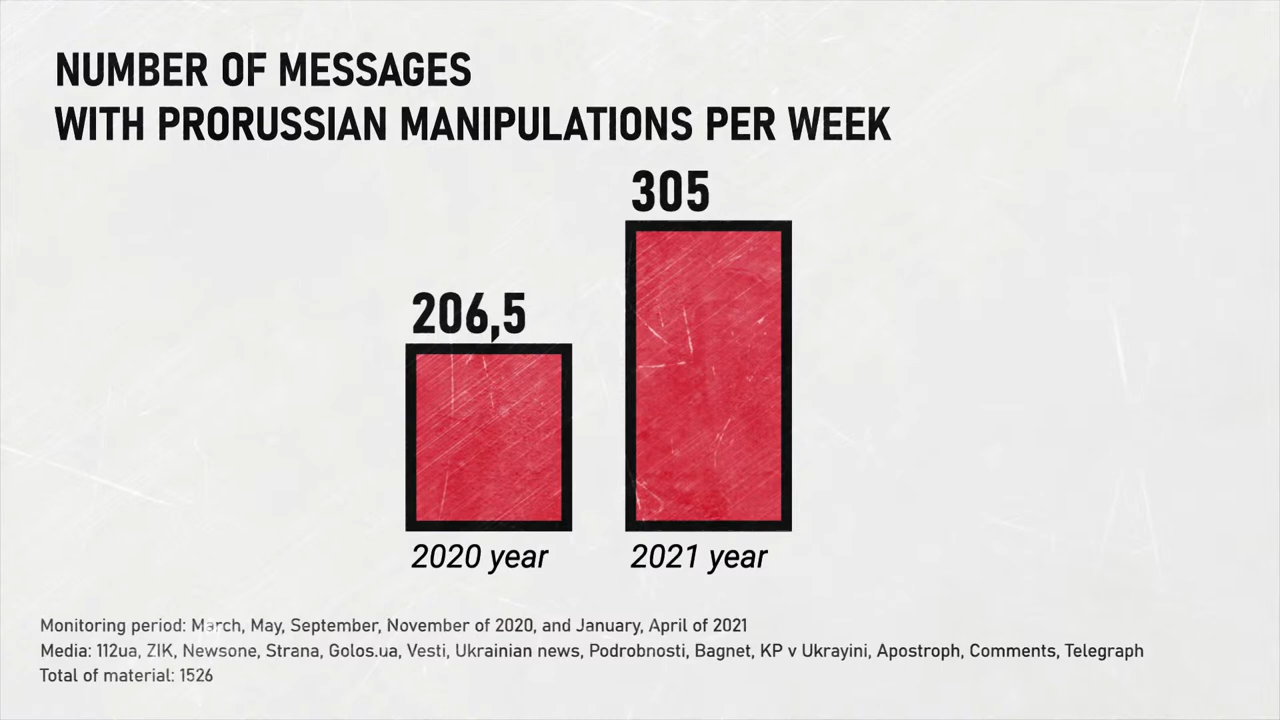 NUMBER OF MESSAGES
WITH PRORUSSIAN MANIPULATIONS PER WEEK
305
206,5
2020 year
2021 year
Monitoring period: March, May, September, November of 2020, and January, April of 2021
Media: 112ua, ZIK, Newsone, Strana, Golos.ua, Vesti, Ukrainian news, Podrobnosti, Bagnet, KP v Ukrayini, Apostroph, Comments, Telegraph
Total of material: 1526